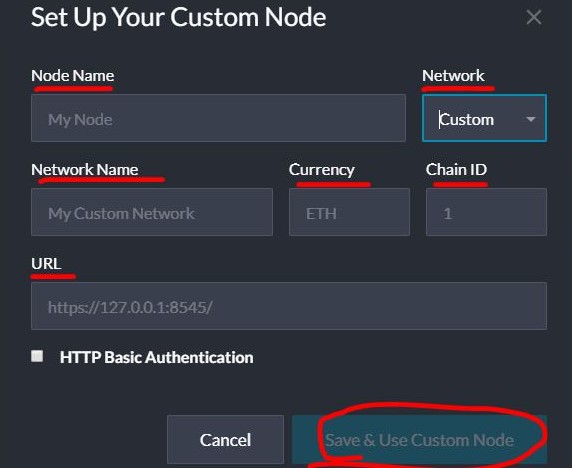 Set Up Your Custom Node
Node Name Network
My Node Custom
Network Name Currency Chain ID
My Custom Network ETH 1
URL
https://127.0.0.1:8545/
HTTP Basic Authentication
Cancel Save & Use Custom Node